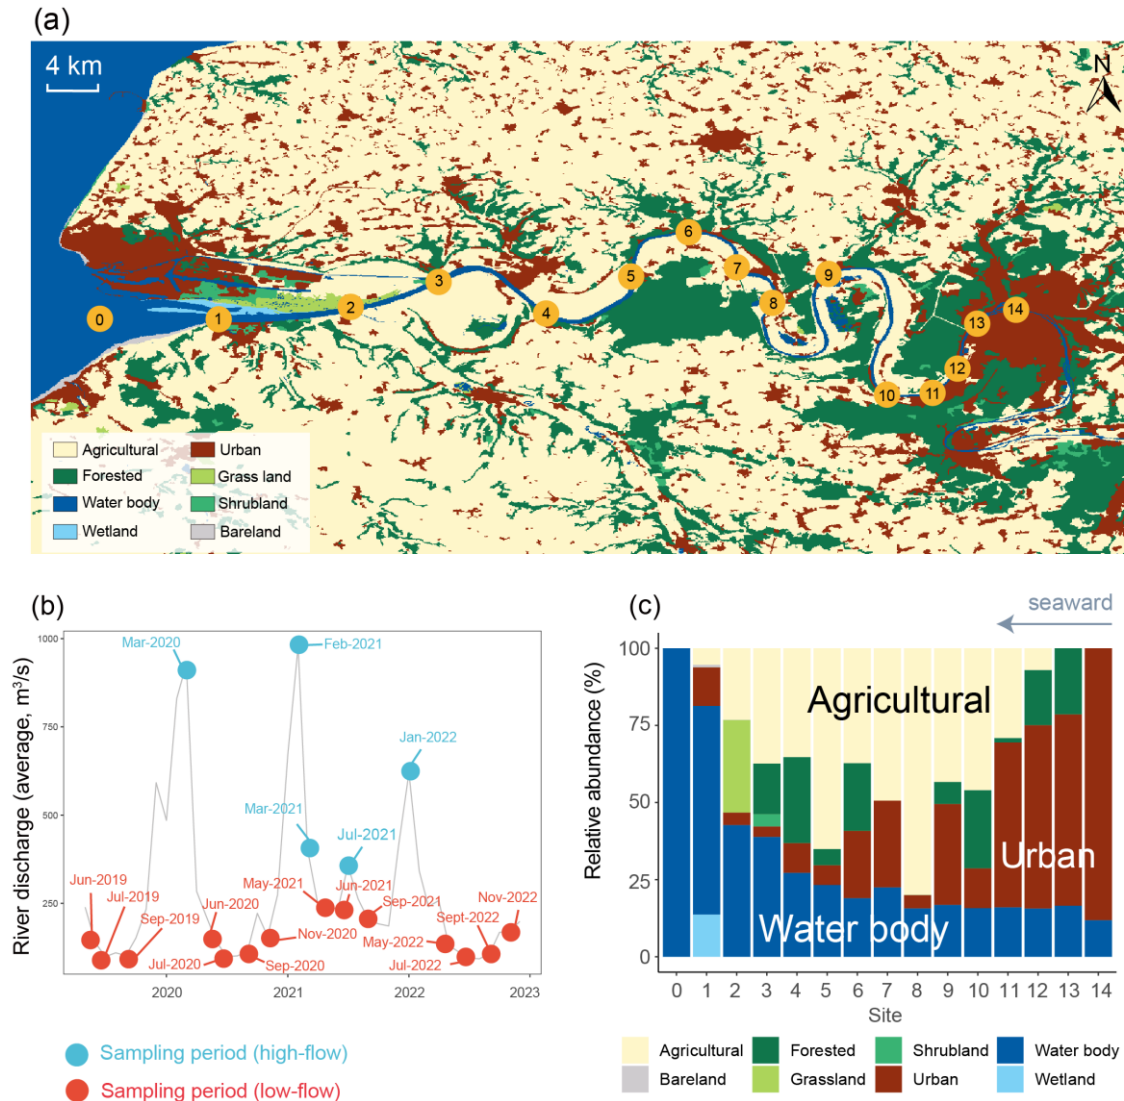 (a)
4 km
N
0
1
2
3
4
5
6
7
8
9
10
11
12
13
14
Agricultural
Urban
Forested
Grass land
Water body
Shrubland
Wetland
Bareland
(b)
River discharge (average, m³/s)
1000
750
500
250
2020
2021
2022
2023
Mar-2020
Feb-2021
Jan-2022
Mar-2021
Jul-2021
Jun-2019
Jul-2019
Sep-2019
Jun-2020
Jul-2020
Sep-2020
Nov-2020
May-2021
Jun-2021
Sep-2021
May-2022
Jul-2022
Sept-2022
Nov-2022
Sampling period (high-flow)
Sampling period (low-flow)
(c)
seaward
Relative abundance (%)
100
75
50
25
0
Agricultural
Urban
Water body
0 1 2 3 4 5 6 7 8 9 10 11 12 13 14
Site
Agricultural Forested Shrubland Water body
Bareland Grassland Urban Wetland